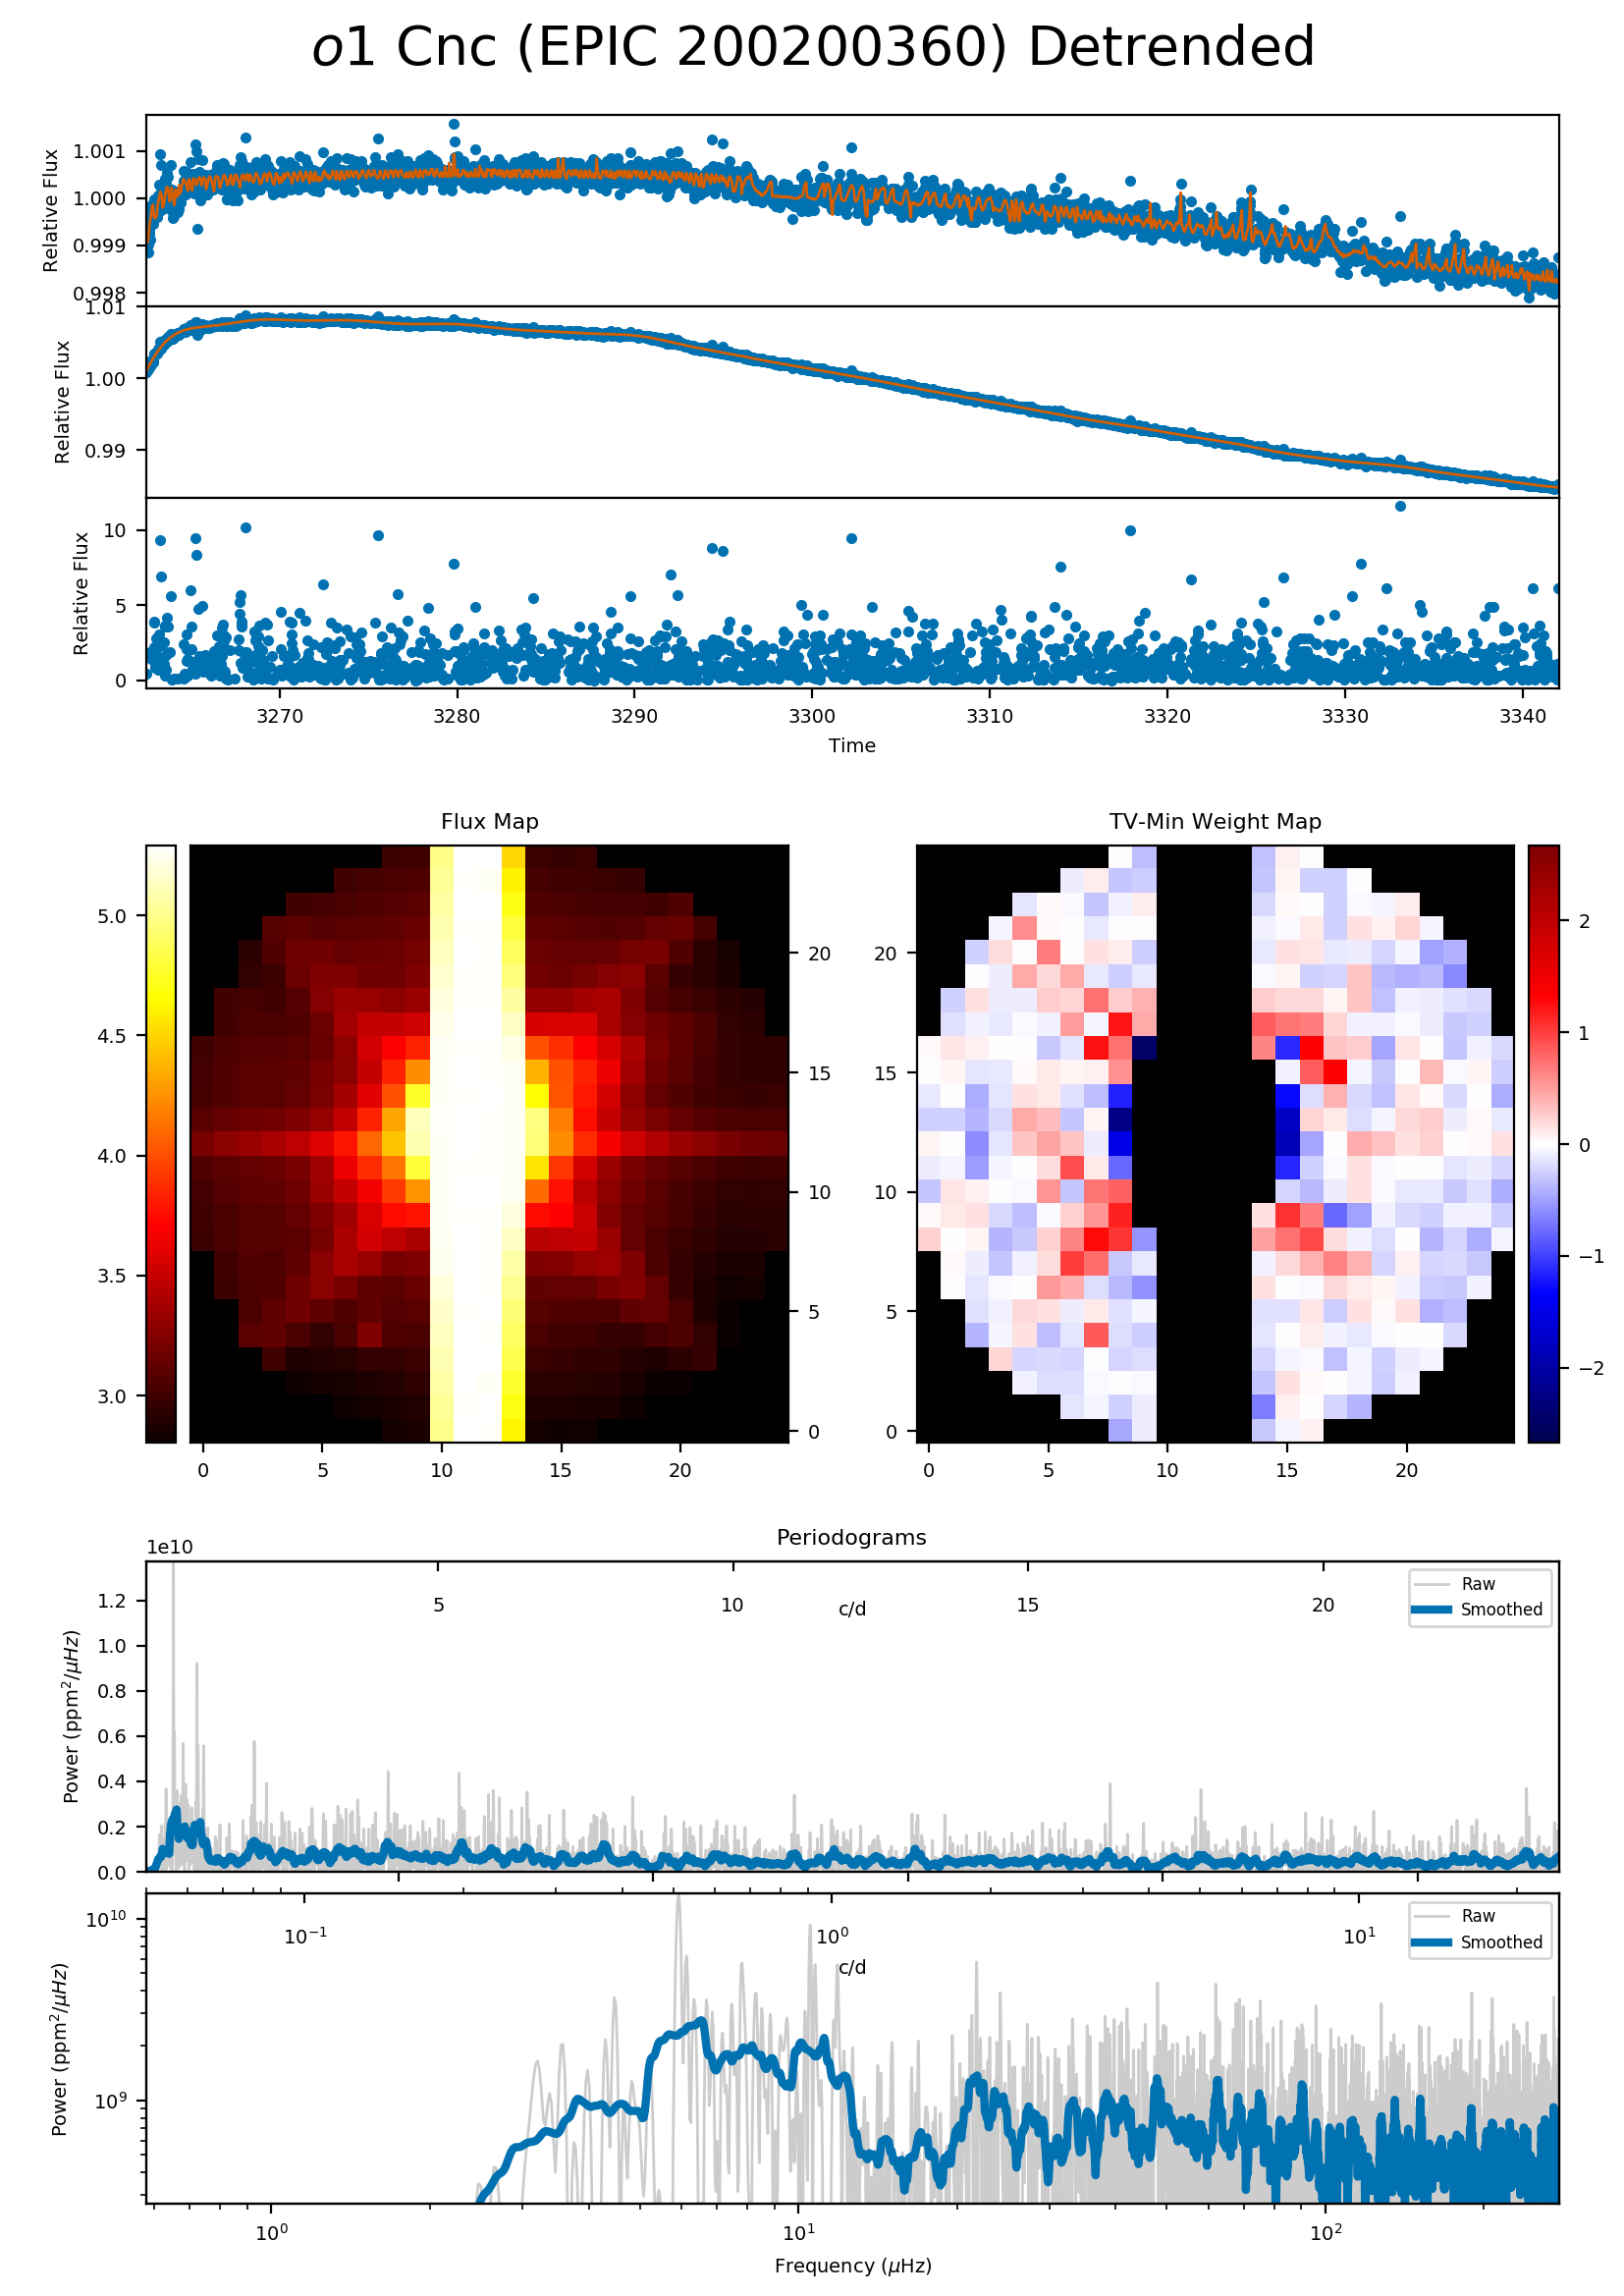 o1 Cnc (EPIC 200200360) Detrended
Relative Flux
1.001
1.000
0.999
0.998
Relative Flux
1.01
1.00
0.99
Relative Flux
10
5
0
3270 3280 3290 3300 3310 3320 3330 3340
Time
Flux Map
5.0
4.5
4.0
3.5
3.0
20
15
10
5
0
0 5 10 15 20
TV-Min Weight Map
20
15
10
5
0
0 5 10 15 20
2
1
0
−1
−2
Periodograms
1e10
Power (ppm²/μHz)
1.2
1.0
0.8
0.6
0.4
0.2
0.0
5 10 15 20
c/d
Raw
Smoothed
Power (ppm²/μHz)
10¹⁰
10⁹
10⁻¹ 10⁰ 10¹
c/d
Raw
Smoothed
10⁰ 10¹ 10²
Frequency (μHz)